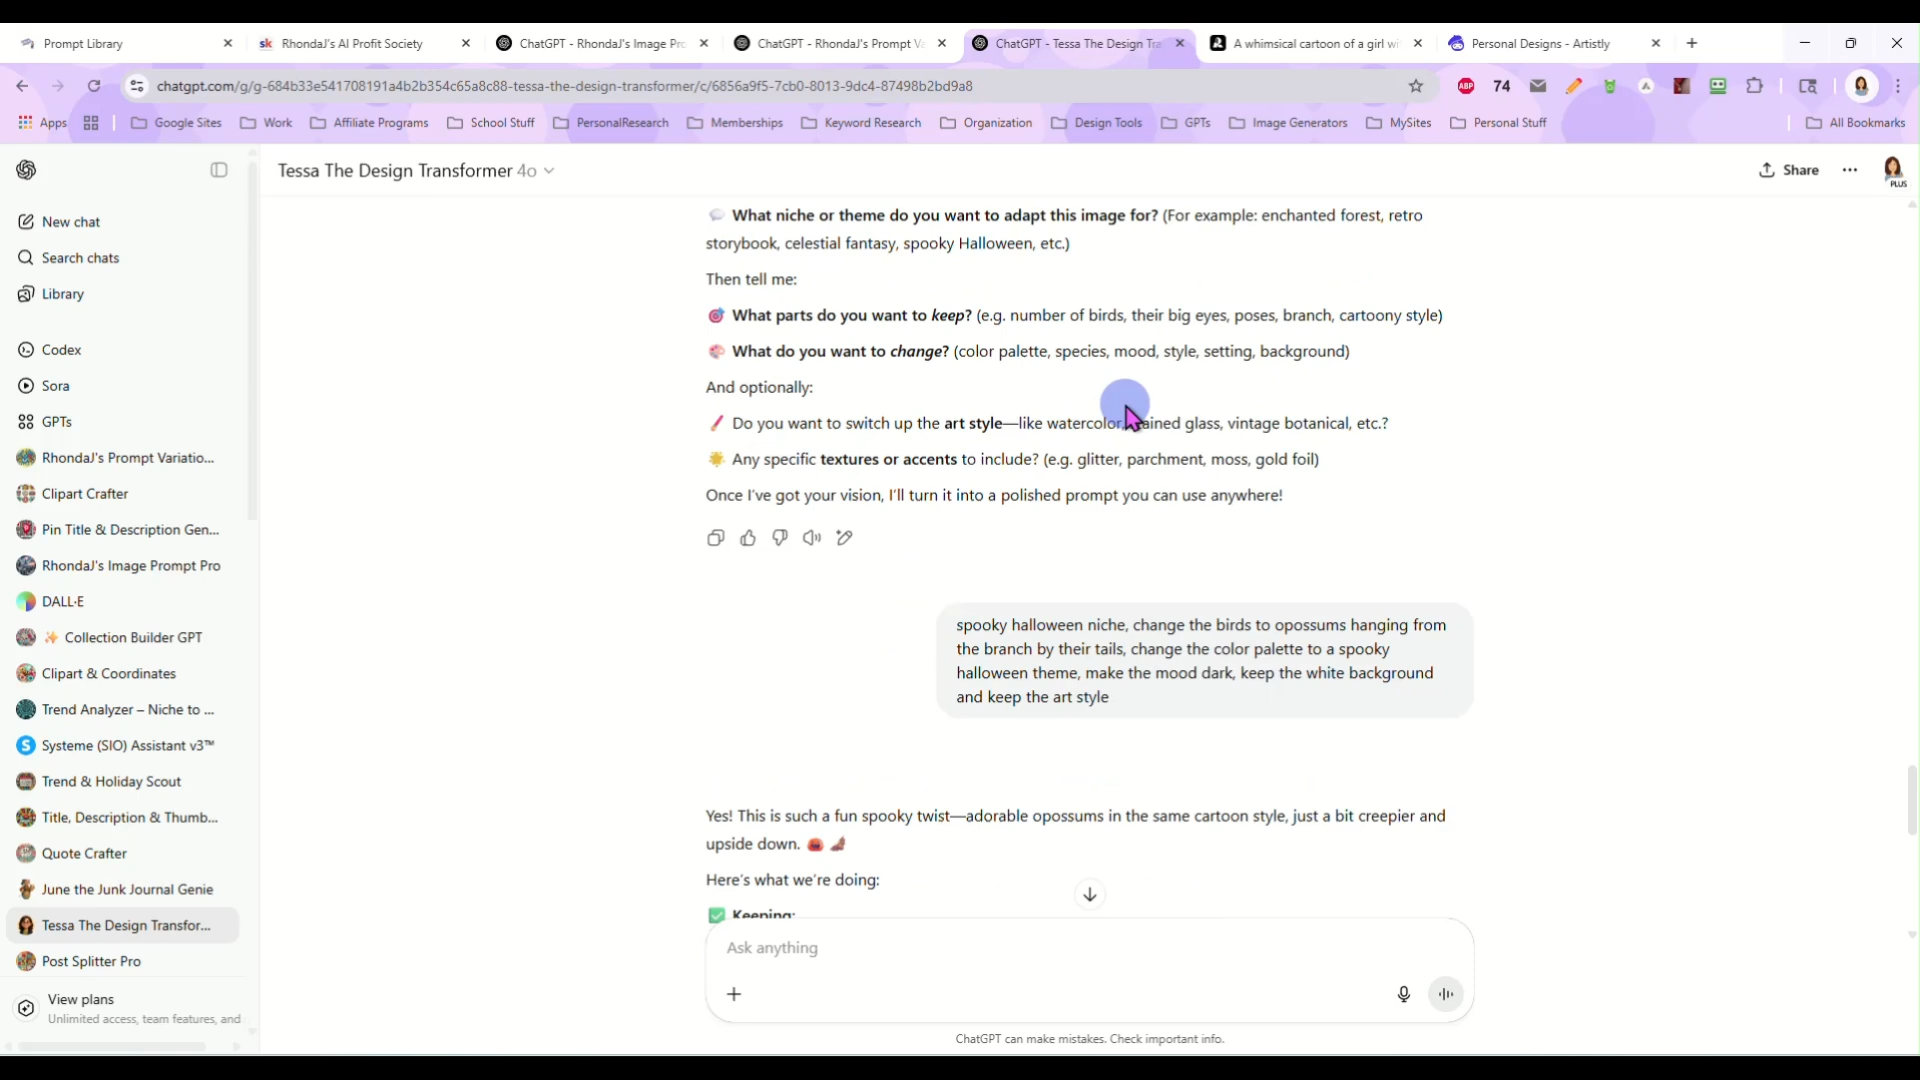 Prompt Library
sk RhondaJ's AI Profit Society
ChatGPT - RhondaJ's Image Pr
ChatGPT - RhondaJ's Prompt Va
ChatGPT - Tessa The Design Tra
A whimsical cartoon of a girl wi
Personal Designs - Artistly
chatgpt.com/g/g-684b33e541708191a4b2b354c65a8c88-tessa-the-design-transformer/c/6856a9f5-7cb0-8013-9dc4-87498b2bd9a8
ABP
74
Apps
Google Sites
Work
Affiliate Programs
School Stuff
PersonalResearch
Memberships
Keyword Research
Organization
Design Tools
GPTs
Image Generators
MySites
Personal Stuff
All Bookmarks
Tessa The Design Transformer 4o
Share
PLUS
New chat
Search chats
Library
Codex
Sora
GPTs
RhondaJ's Prompt Variatio...
Clipart Crafter
Pin Title & Description Gen...
RhondaJ's Image Prompt Pro
DALL·E
✨ Collection Builder GPT
Clipart & Coordinates
Trend Analyzer – Niche to ...
S Systeme (SIO) Assistant v3™
Trend & Holiday Scout
Title, Description & Thumb...
Quote Crafter
June the Junk Journal Genie
Tessa The Design Transfor...
Post Splitter Pro
View plans
Unlimited access, team features, and
💬 What niche or theme do you want to adapt this image for? (For example: enchanted forest, retro
storybook, celestial fantasy, spooky Halloween, etc.)
Then tell me:
🎯 What parts do you want to keep? (e.g. number of birds, their big eyes, poses, branch, cartoony style)
🎨 What do you want to change? (color palette, species, mood, style, setting, background)
And optionally:
🖌️ Do you want to switch up the art style—like watercolor, glass, vintage botanical, etc.?
🌟 Any specific textures or accents to include? (e.g. glitter, parchment, moss, gold foil)
Once I've got your vision, I'll turn it into a polished prompt you can use anywhere!
spooky halloween niche, change the birds to opossums hanging from
the branch by their tails, change the color palette to a spooky
halloween theme, make the mood dark, keep the white background
and keep the art style
Yes! This is such a fun spooky twist—adorable opossums in the same cartoon style, just a bit creepier and
upside down.
Here's what we're doing:
✅ Keeping:
Ask anything
ChatGPT can make mistakes. Check important info.